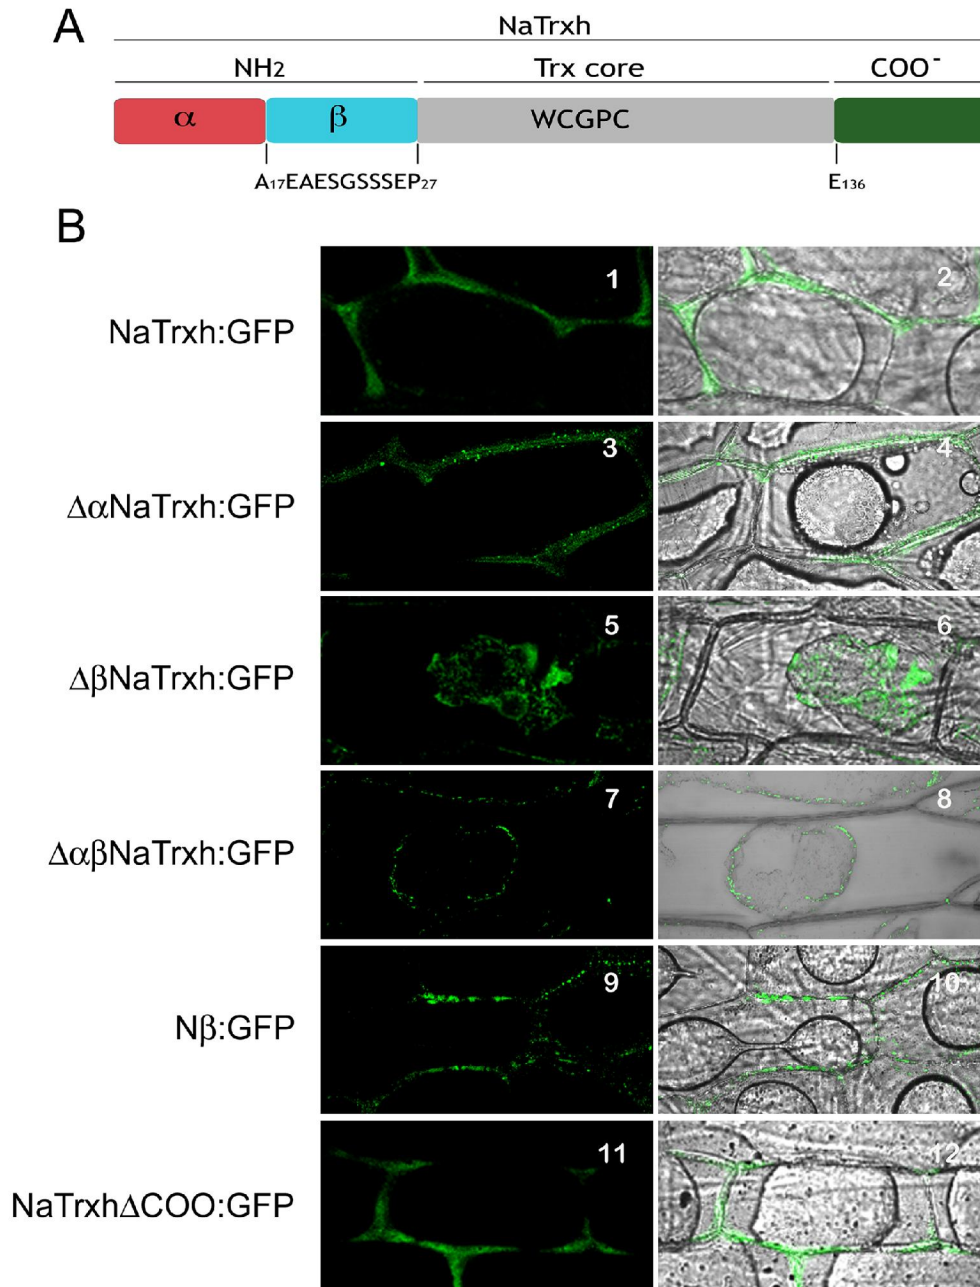 A
NaTrxh
NH2
Trx core
COO⁻
α
β
WCGPC
A₁₇EAESGSSSEP₂₇
E₁₃₆
B
NaTrxh:GFP
1
2
ΔαNaTrxh:GFP
3
4
ΔβNaTrxh:GFP
5
6
ΔαβNaTrxh:GFP
7
8
Nβ:GFP
9
10
NaTrxhΔCOO:GFP
11
12